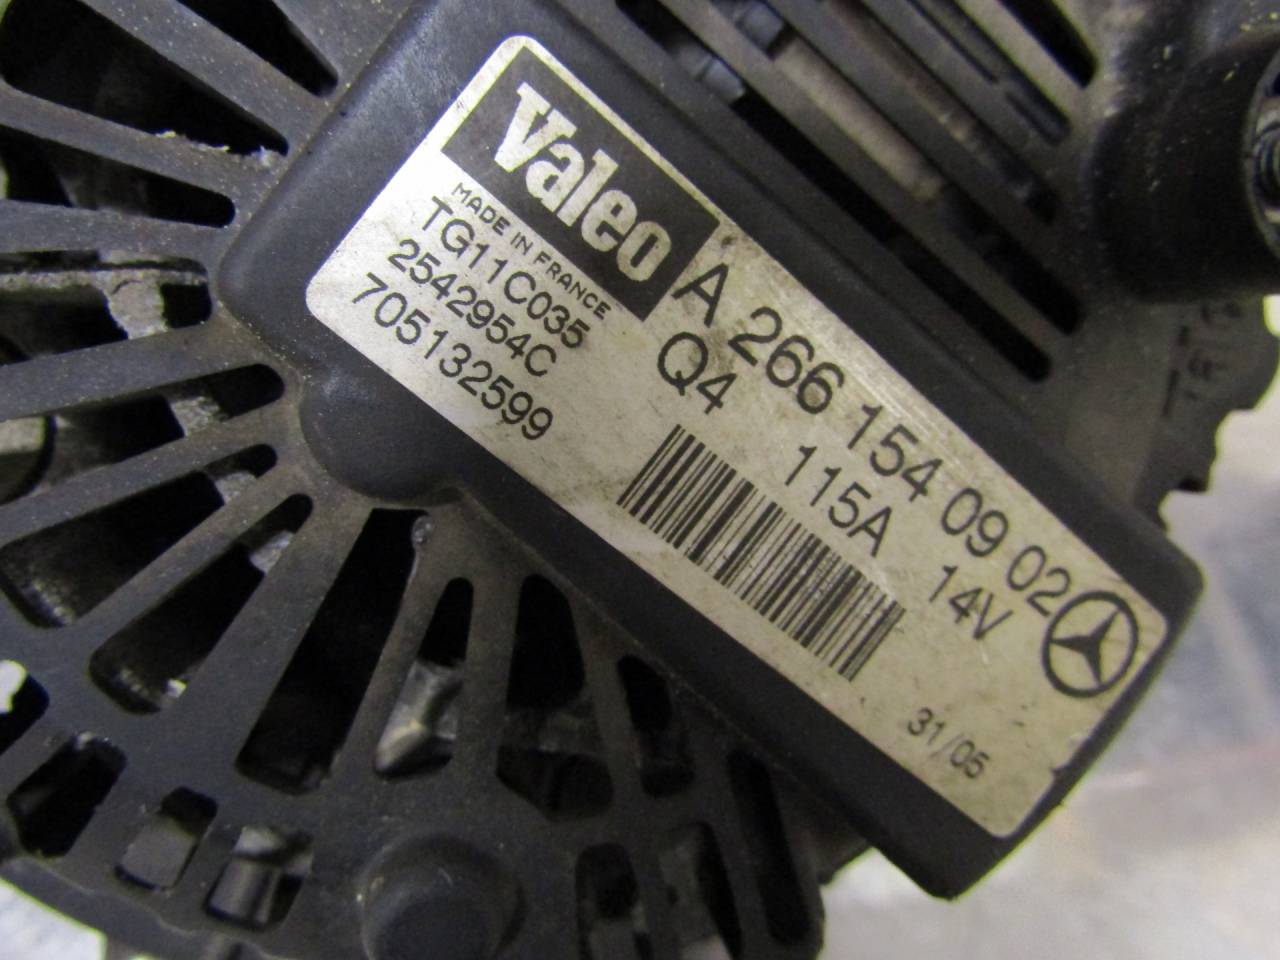 Valeo
MADE IN FRANCE
TG11C035
2542954C
705132599
A 266 154 09 02
Q4 115A 14V
31/05